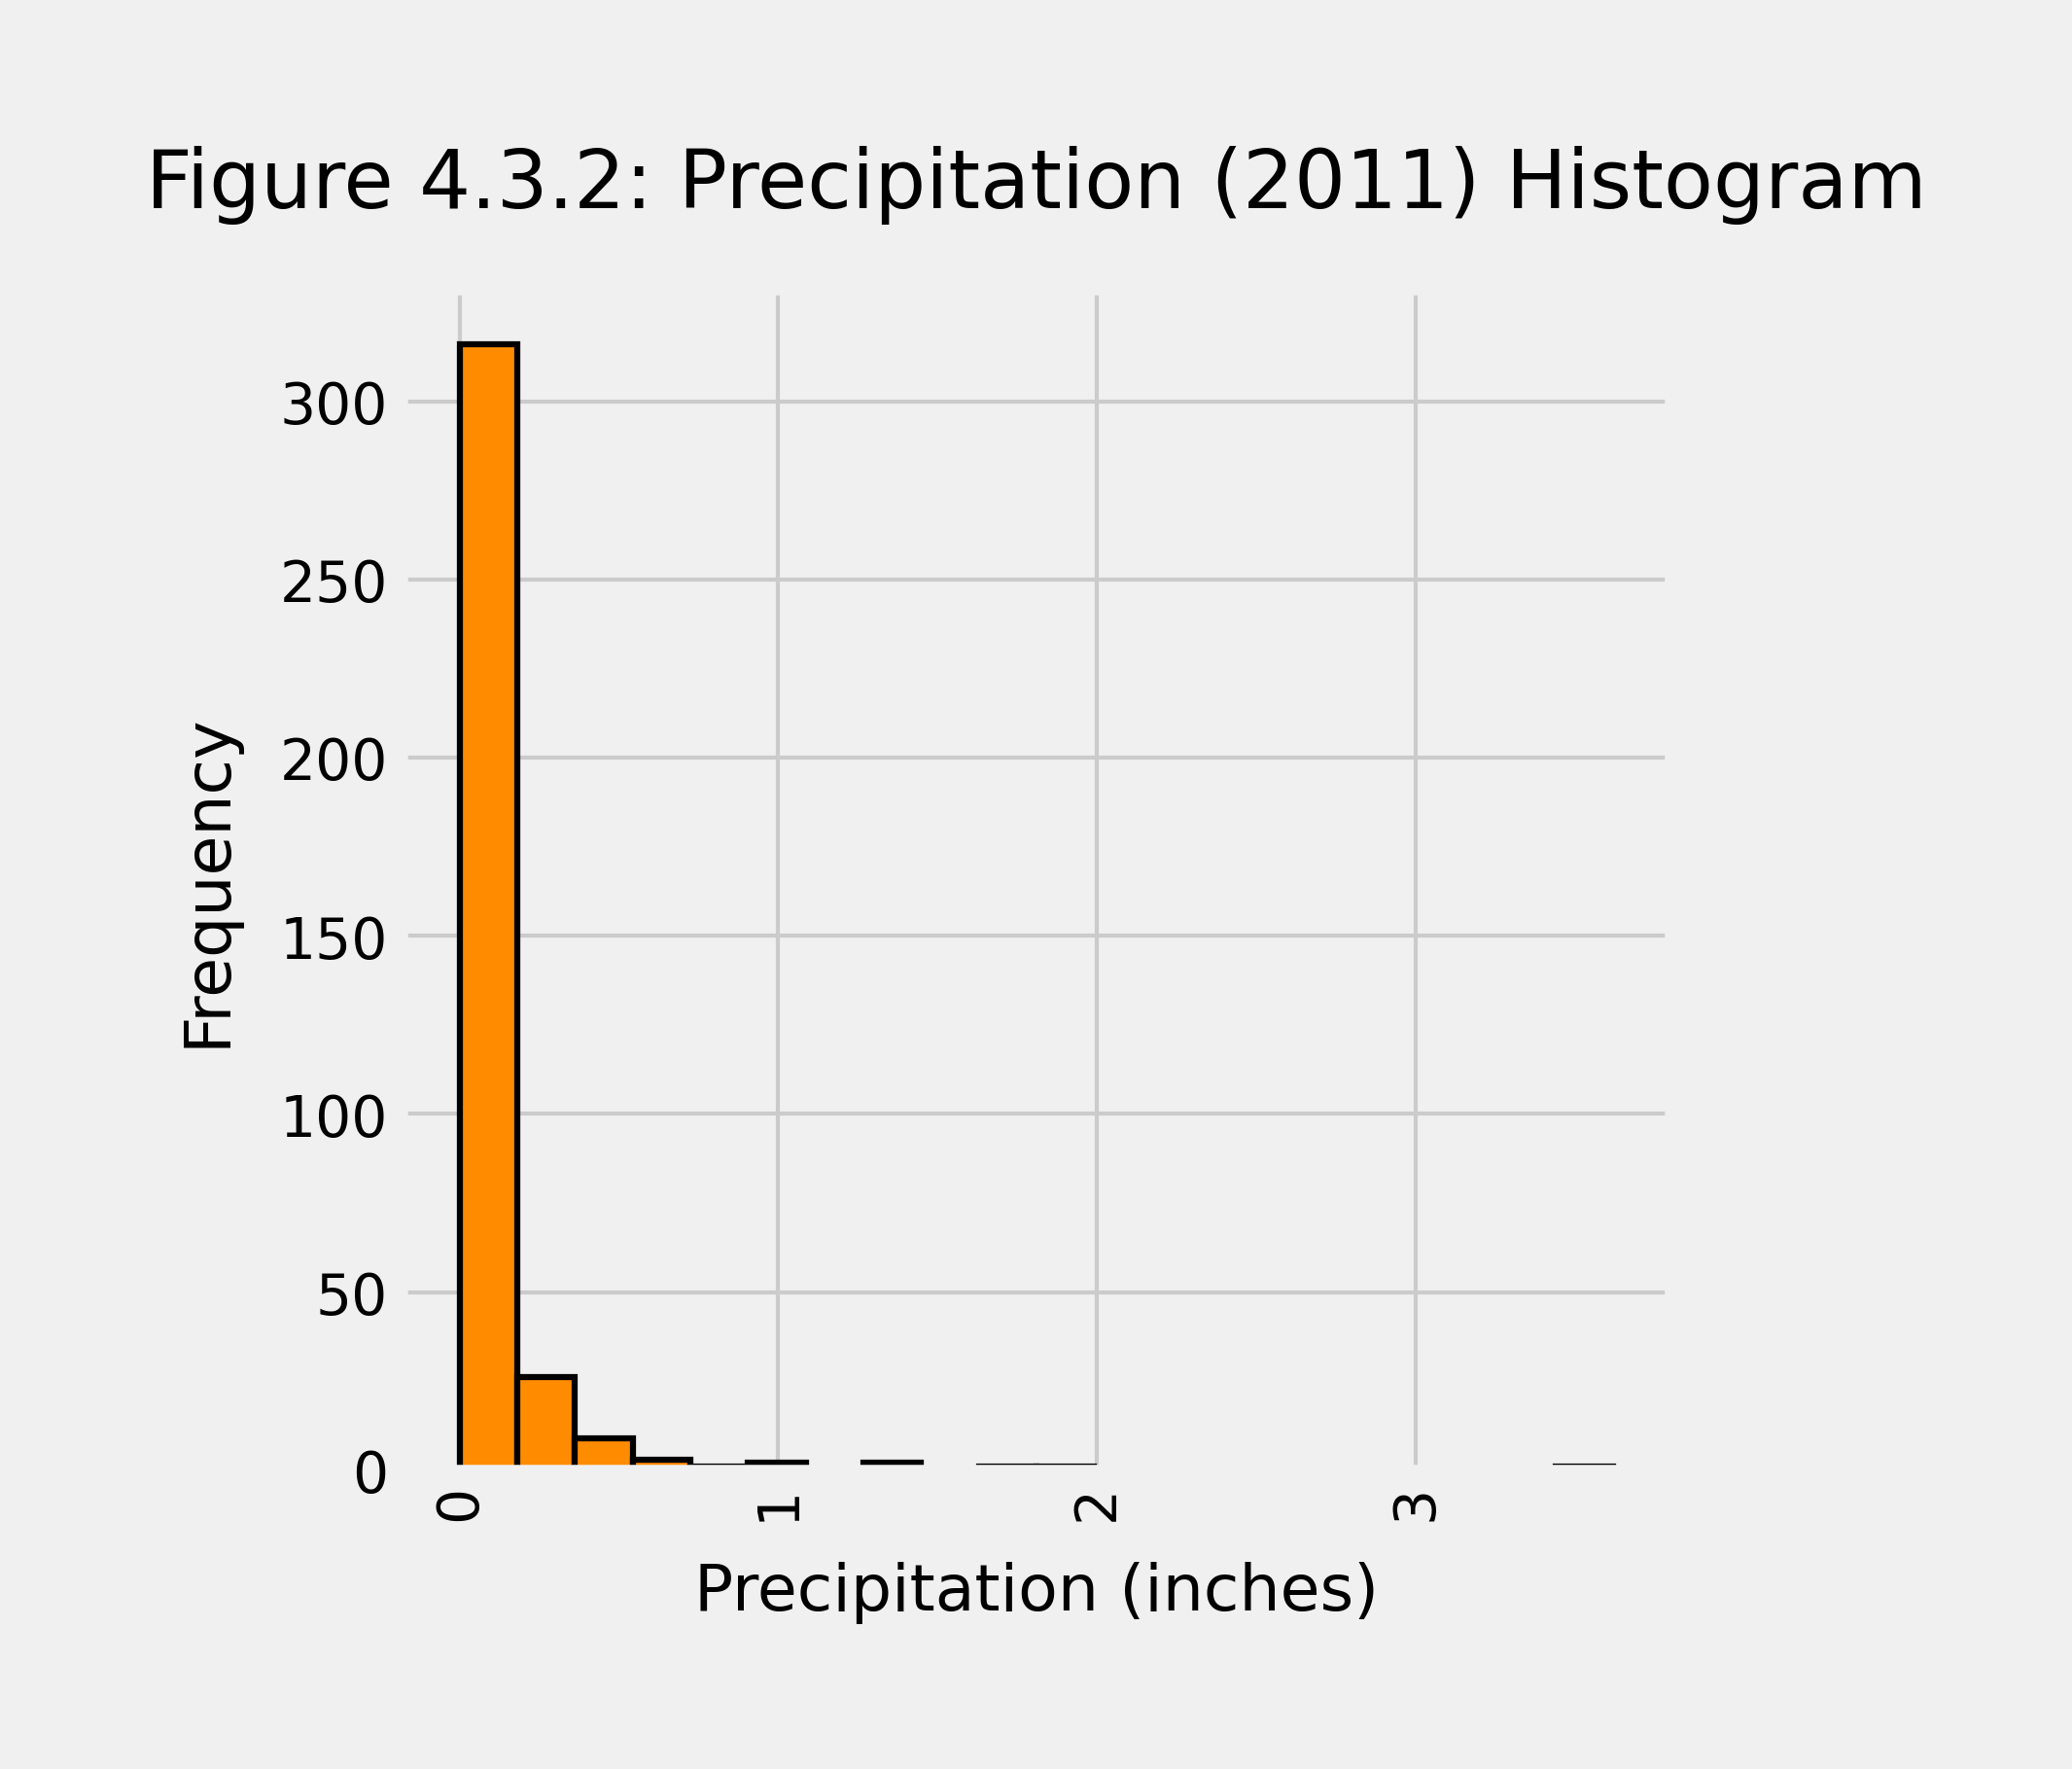 Figure 4.3.2: Precipitation (2011) Histogram
300
250
200
150
100
50
0
Frequency
0 1 2 3
Precipitation (inches)